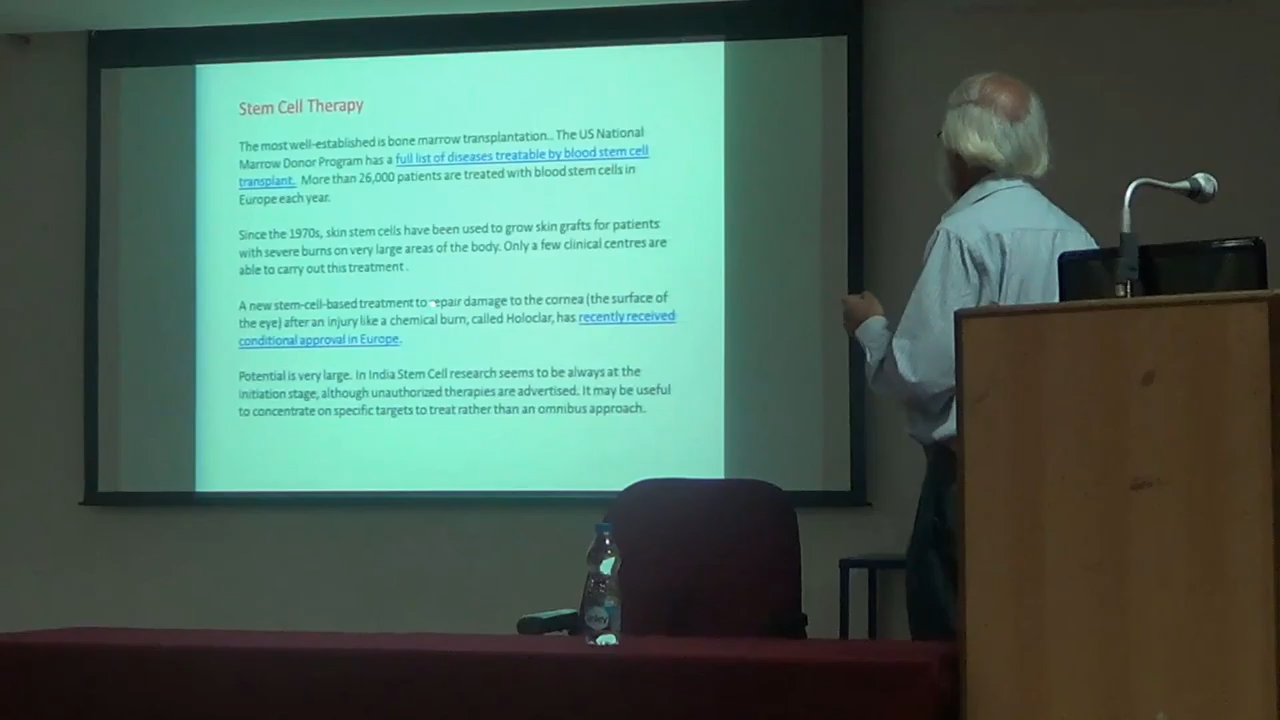 Stem Cell Therapy
The most well-established is bone marrow transplantation.. The US National
Marrow Donor Program has a full list of diseases treatable by blood stem cell
transplant. More than 26,000 patients are treated with blood stem cells in
Europe each year.
Since the 1970s, skin stem cells have been used to grow skin grafts for patients
with severe burns on very large areas of the body. Only a few clinical centres are
able to carry out this treatment .
A new stem-cell-based treatment to repair damage to the cornea (the surface of
the eye) after an injury like a chemical burn, called Holoclar, has recently received
conditional approval in Europe.
Potential is very large. In India Stem Cell research seems to be always at the
initiation stage, although unauthorized therapies are advertised. It may be useful
to concentrate on specific targets to treat rather than an omnibus approach.